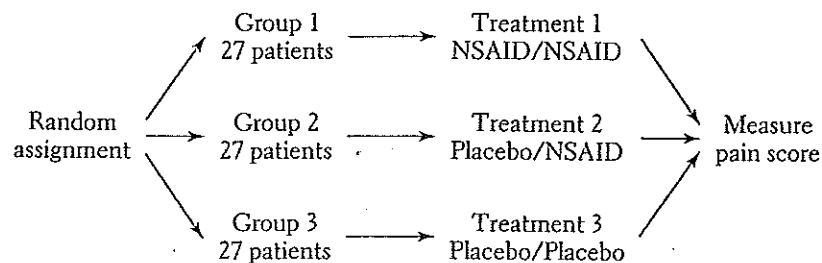 Group 1
27 patients
Treatment 1
NSAID/NSAID
Random
assignment
Group 2
27 patients
Treatment 2
Placebo/NSAID
Measure
pain score
Group 3
27 patients
Treatment 3
Placebo/Placebo